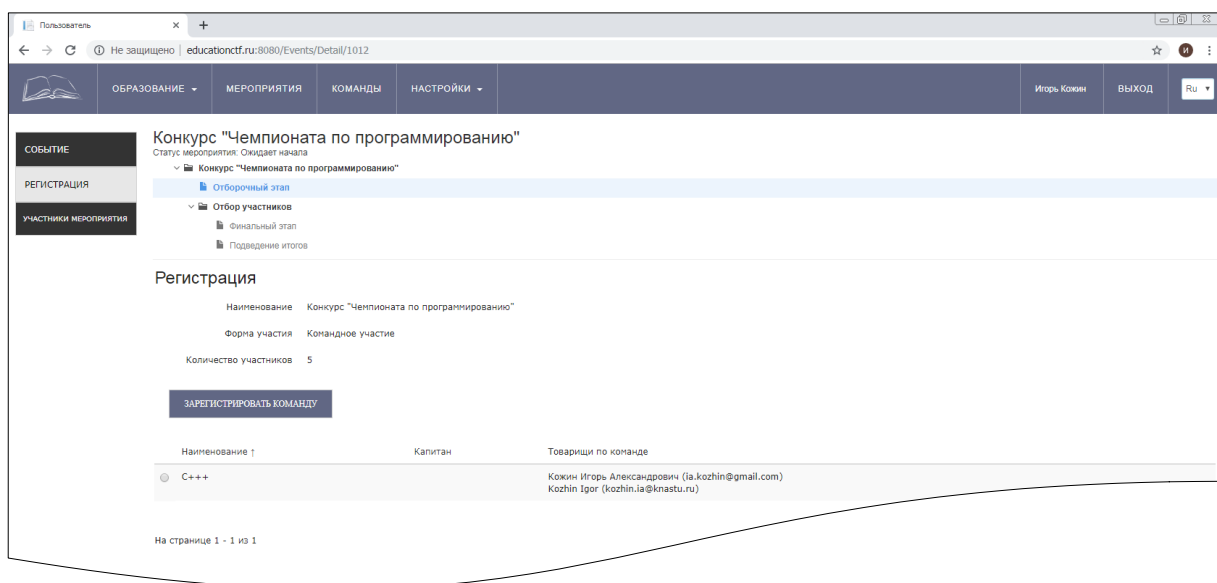 Пользователь
Не защищено | educationctf.ru:8080/Events/Detail/1012
И
ОБРАЗОВАНИЕ МЕРОПРИЯТИЯ КОМАНДЫ НАСТРОЙКИ Игорь Кожин ВЫХОД Ru
СОБЫТИЕ
РЕГИСТРАЦИЯ
УЧАСТНИКИ МЕРОПРИЯТИЯ
Конкурс "Чемпионата по программированию"
Статус мероприятия: Ожидает начала
Конкурс "Чемпионата по программированию"
Отборочный этап
Отбор участников
Финальный этап
Подведение итогов
Регистрация
Наименование Конкурс "Чемпионата по программированию"
Форма участия Командное участие
Количество участников 5
ЗАРЕГИСТРИРОВАТЬ КОМАНДУ
Наименование ↑ Капитан Товарищи по команде
C+++ Кожин Игорь Александрович (ia.kozhin@gmail.com)
Kozhin Igor (kozhin.ia@knastu.ru)
На странице 1 - 1 из 1